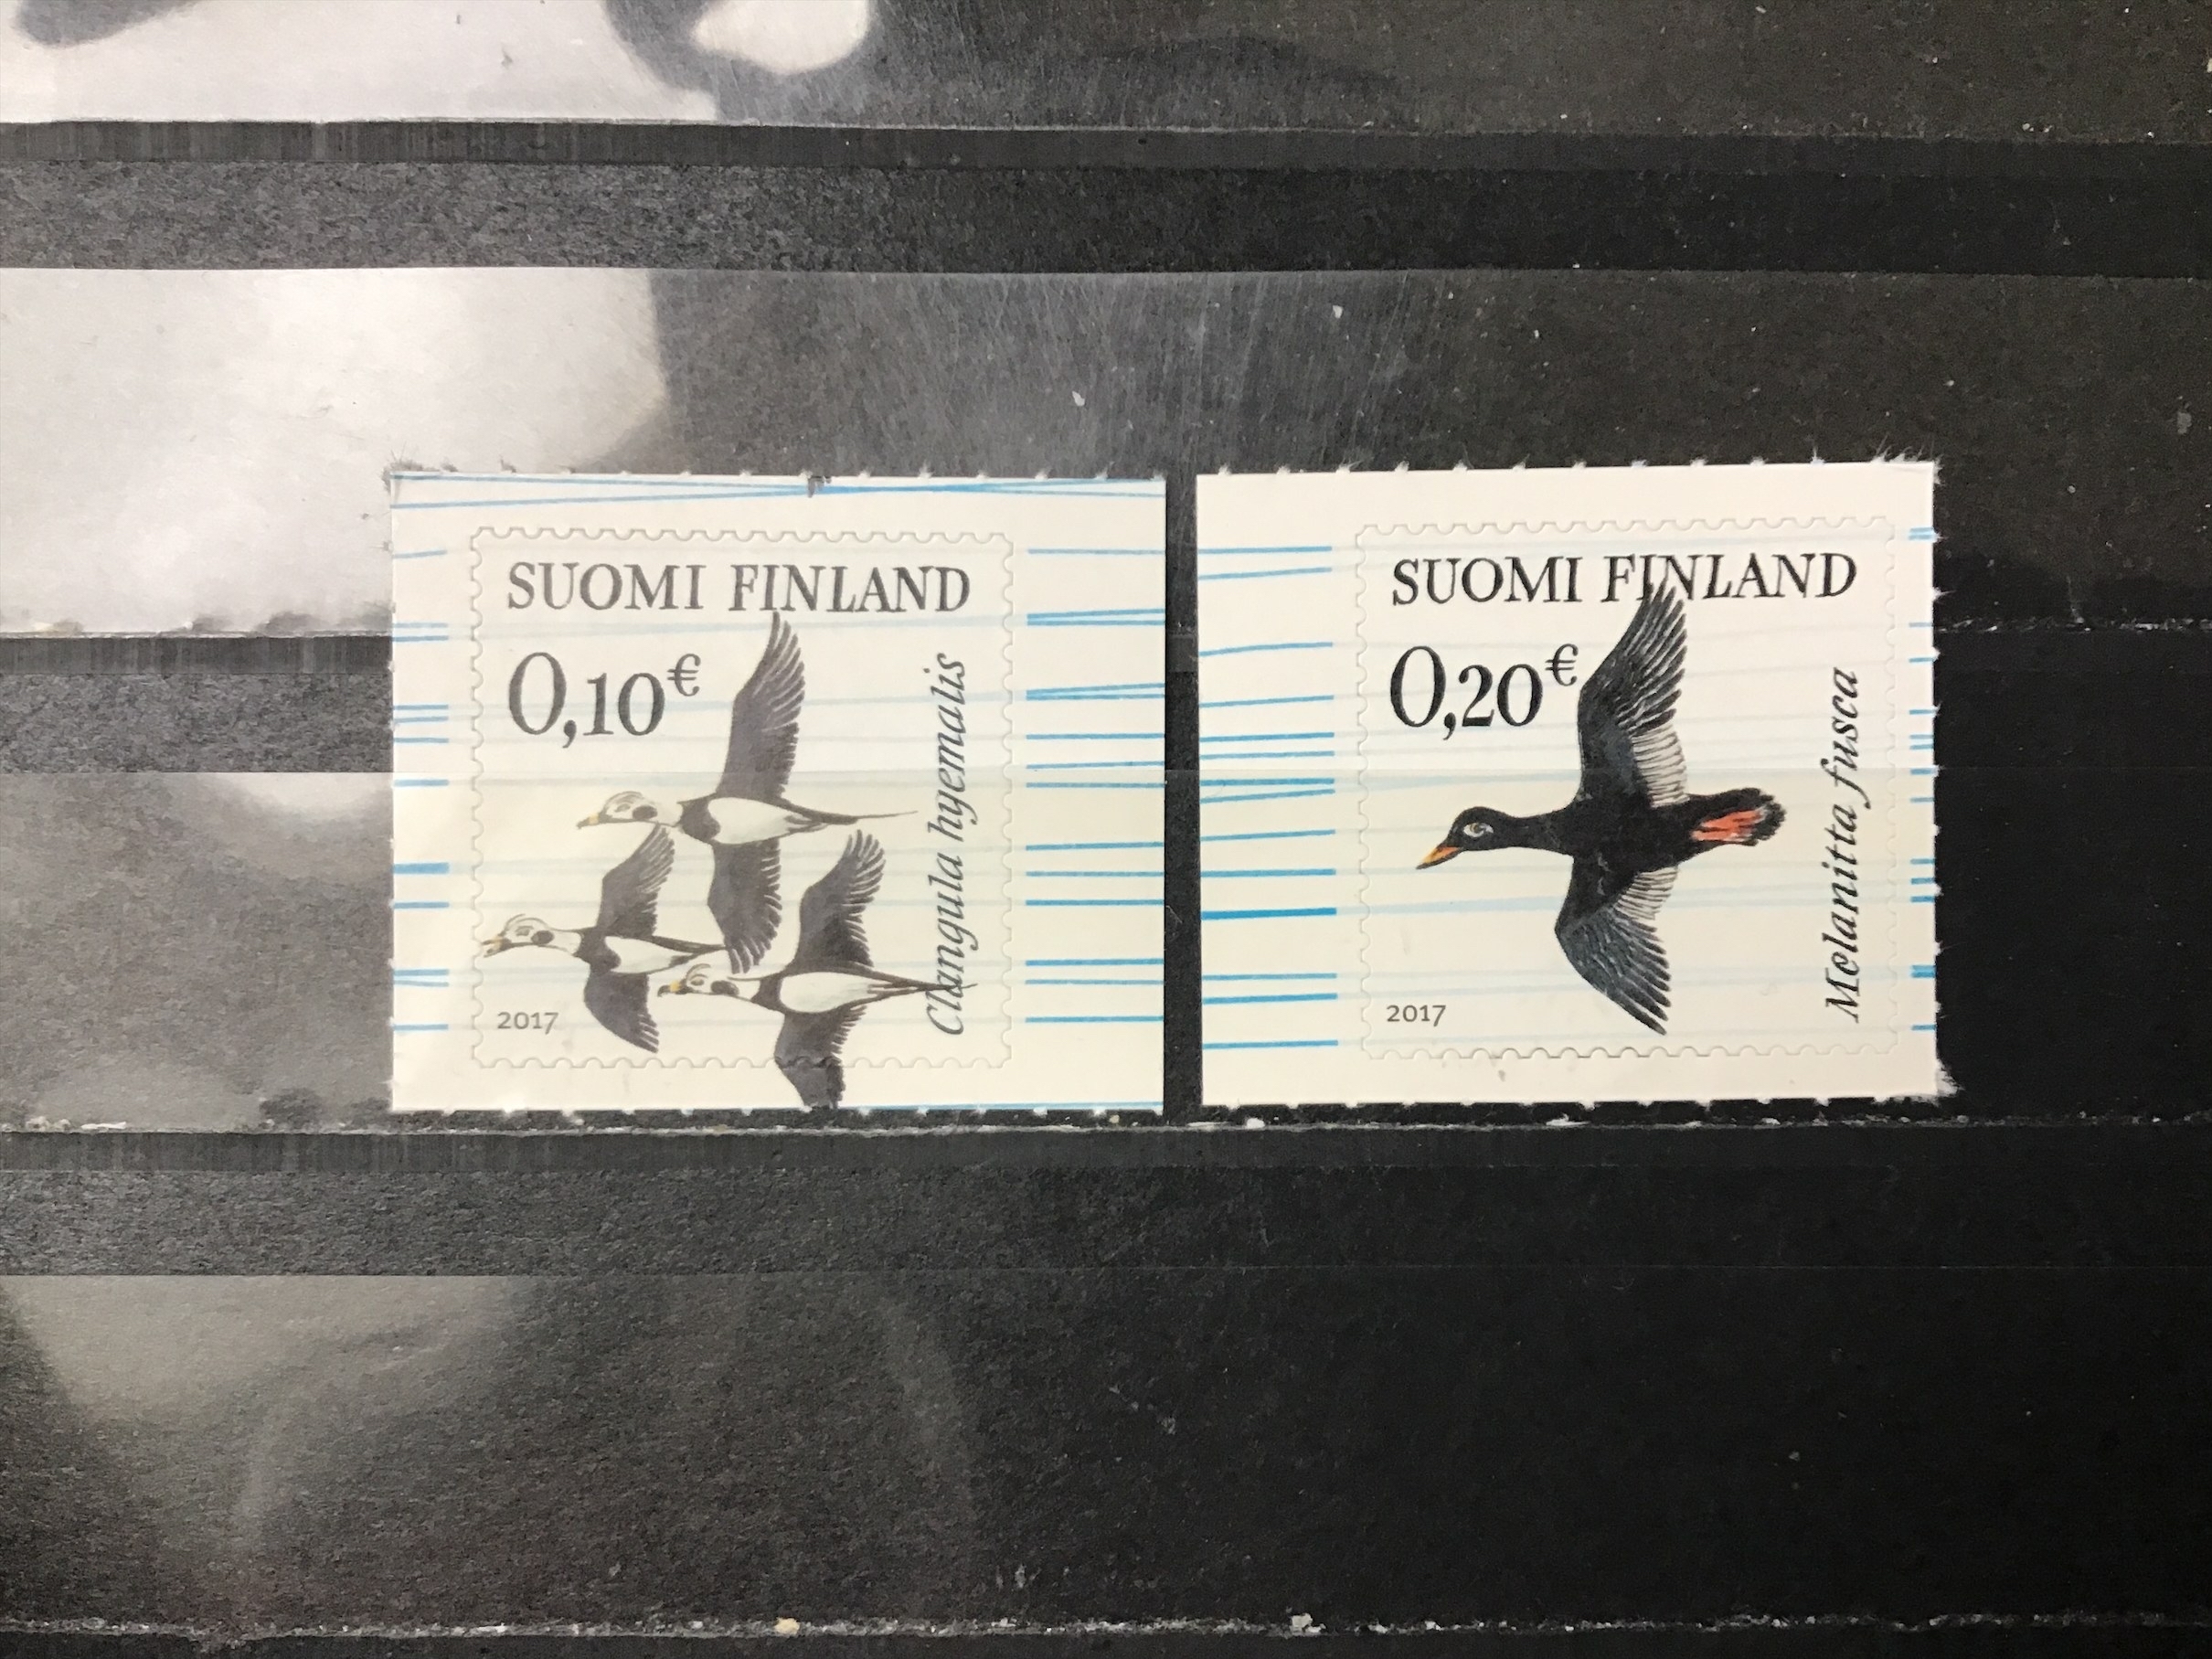 SUOMI FINLAND
0,10€
Clangula hyemalis
2017
SUOMI FINLAND
0,20€
Melanitta fusca
2017